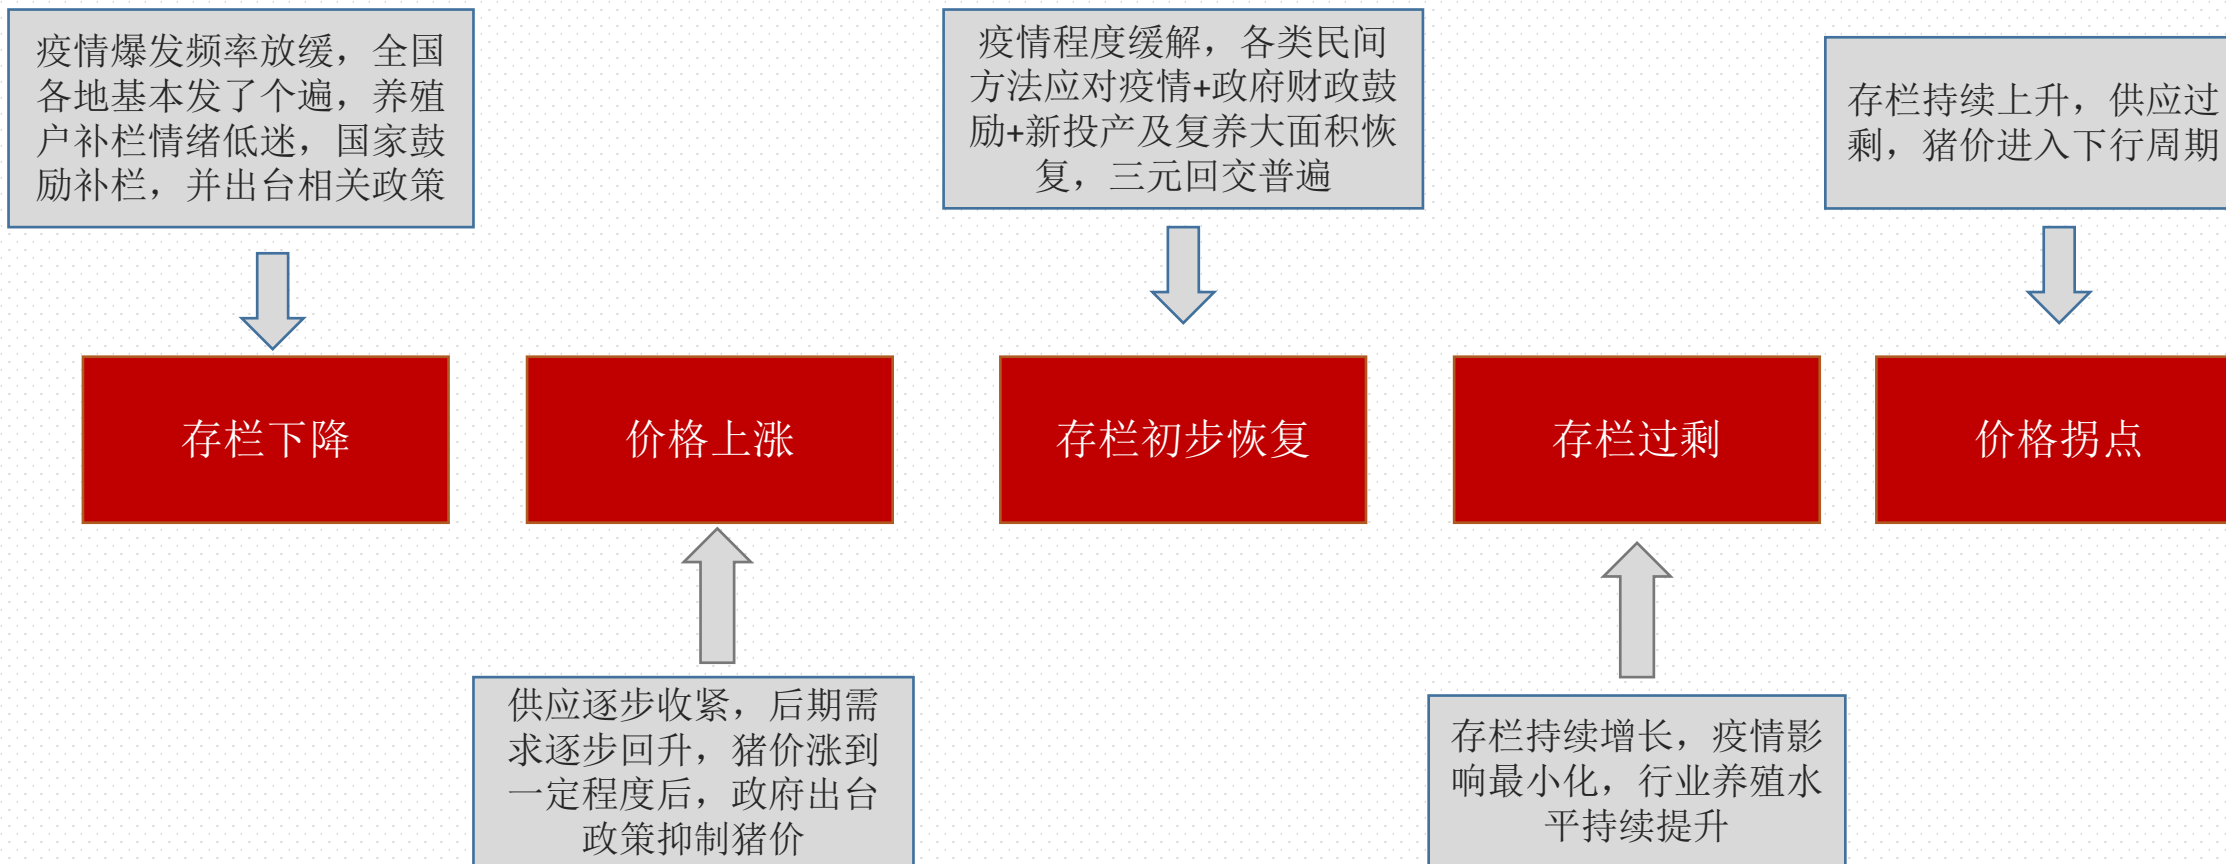 疫情爆发频率放缓，全国
各地基本发了个遍，养殖
户补栏情绪低迷，国家鼓
励补栏，并出台相关政策
疫情程度缓解，各类民间
方法应对疫情+政府财政鼓
励+新投产及复养大面积恢
复，三元回交普遍
存栏持续上升，供应过
剩，猪价进入下行周期
存栏下降
价格上涨
存栏初步恢复
存栏过剩
价格拐点
供应逐步收紧，后期需
求逐步回升，猪价涨到
一定程度后，政府出台
政策抑制猪价
存栏持续增长，疫情影
响最小化，行业养殖水
平持续提升